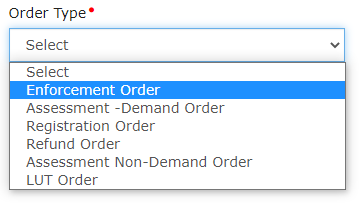 Order Type•
Select
Select
Enforcement Order
Assessment -Demand Order
Registration Order
Refund Order
Assessment Non-Demand Order
LUT Order